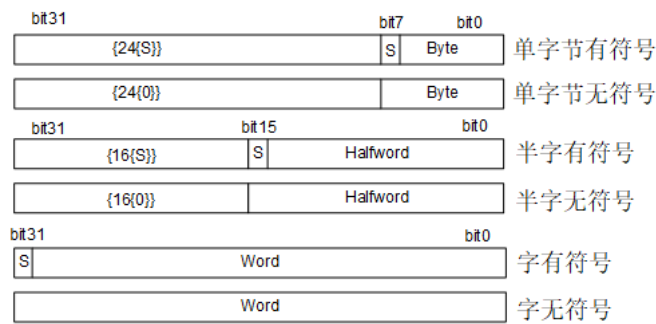 bit31 bit7 bit0
{24{S}} S Byte 单字节有符号
{24{0}} Byte 单字节无符号
bit31 bit15 bit0
{16{S}} S Halfword 半字有符号
{16{0}} Halfword 半字无符号
bit31 bit0
S Word 字有符号
Word 字无符号